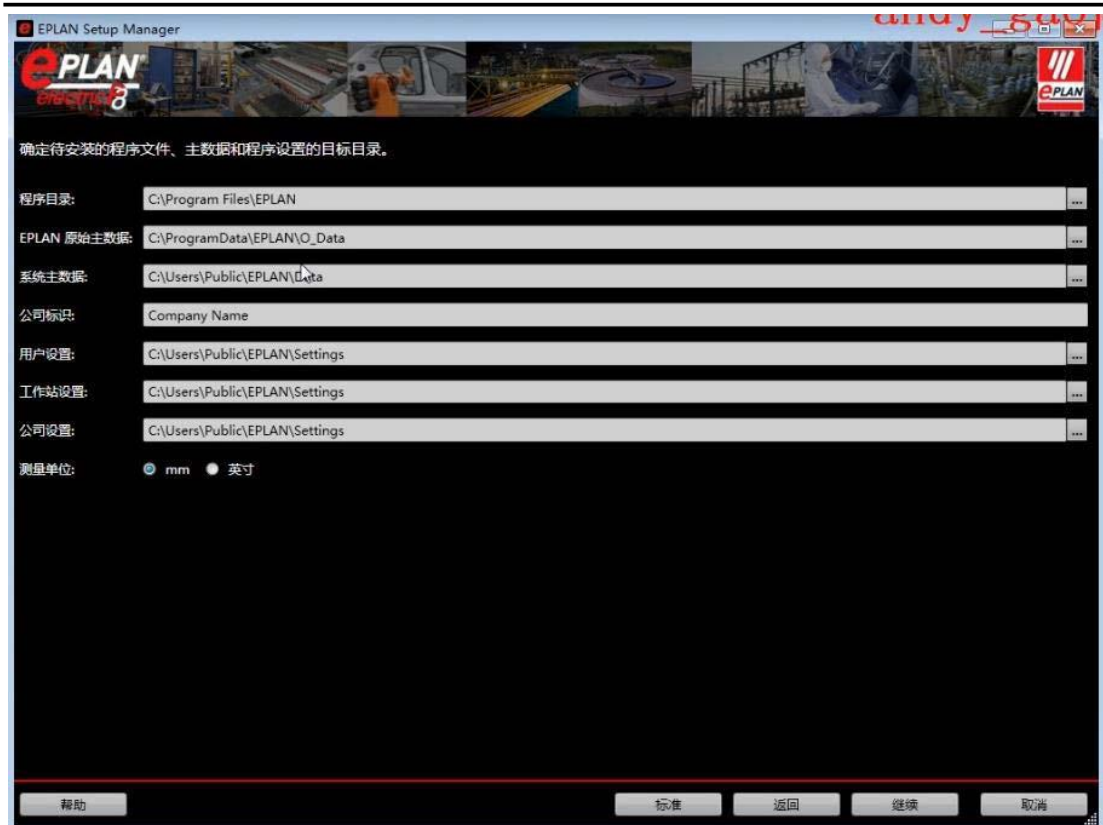 andy_gao
EPLAN Setup Manager
ePLAN
electric P8
ePLAN
确定待安装的程序文件、主数据和程序设置的目标目录。
程序目录: C:\Program Files\EPLAN ...
EPLAN 原始主数据: C:\ProgramData\EPLAN\O_Data ...
系统主数据: C:\Users\Public\EPLAN\Data ...
公司标识: Company Name
用户设置: C:\Users\Public\EPLAN\Settings ...
工作站设置: C:\Users\Public\EPLAN\Settings ...
公司设置: C:\Users\Public\EPLAN\Settings ...
测量单位: mm 英寸
帮助 标准 返回 继续 取消